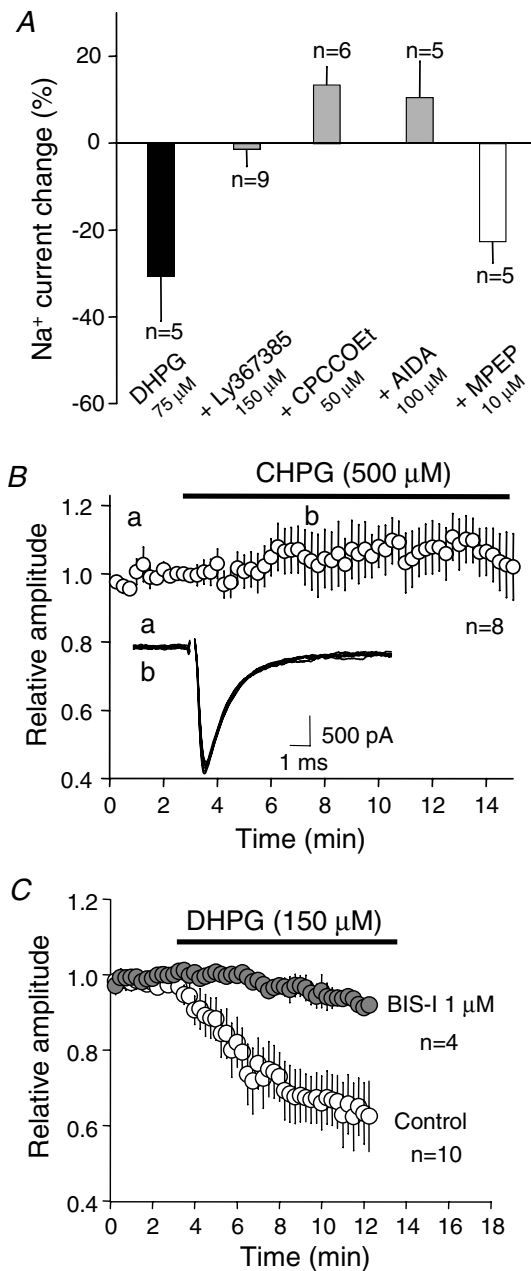 A
Na+ current change (%)
20
0
-20
-40
-60
n=5
n=9
n=6
n=5
n=5
DHPG
75 µM
+ Ly367385
150 µM
+ CPCCOEt
50 µM
+ AIDA
100 µM
+ MPEP
10 µM
B
CHPG (500 µM)
Relative amplitude
1.2
1.0
0.8
0.6
0.4
a
b
n=8
a
b
500 pA
1 ms
0 2 4 6 8 10 12 14
Time (min)
C
DHPG (150 µM)
Relative amplitude
1.2
1.0
0.8
0.6
0.4
BIS-I 1 µM
n=4
Control
n=10
0 2 4 6 8 10 12 14 16 18
Time (min)